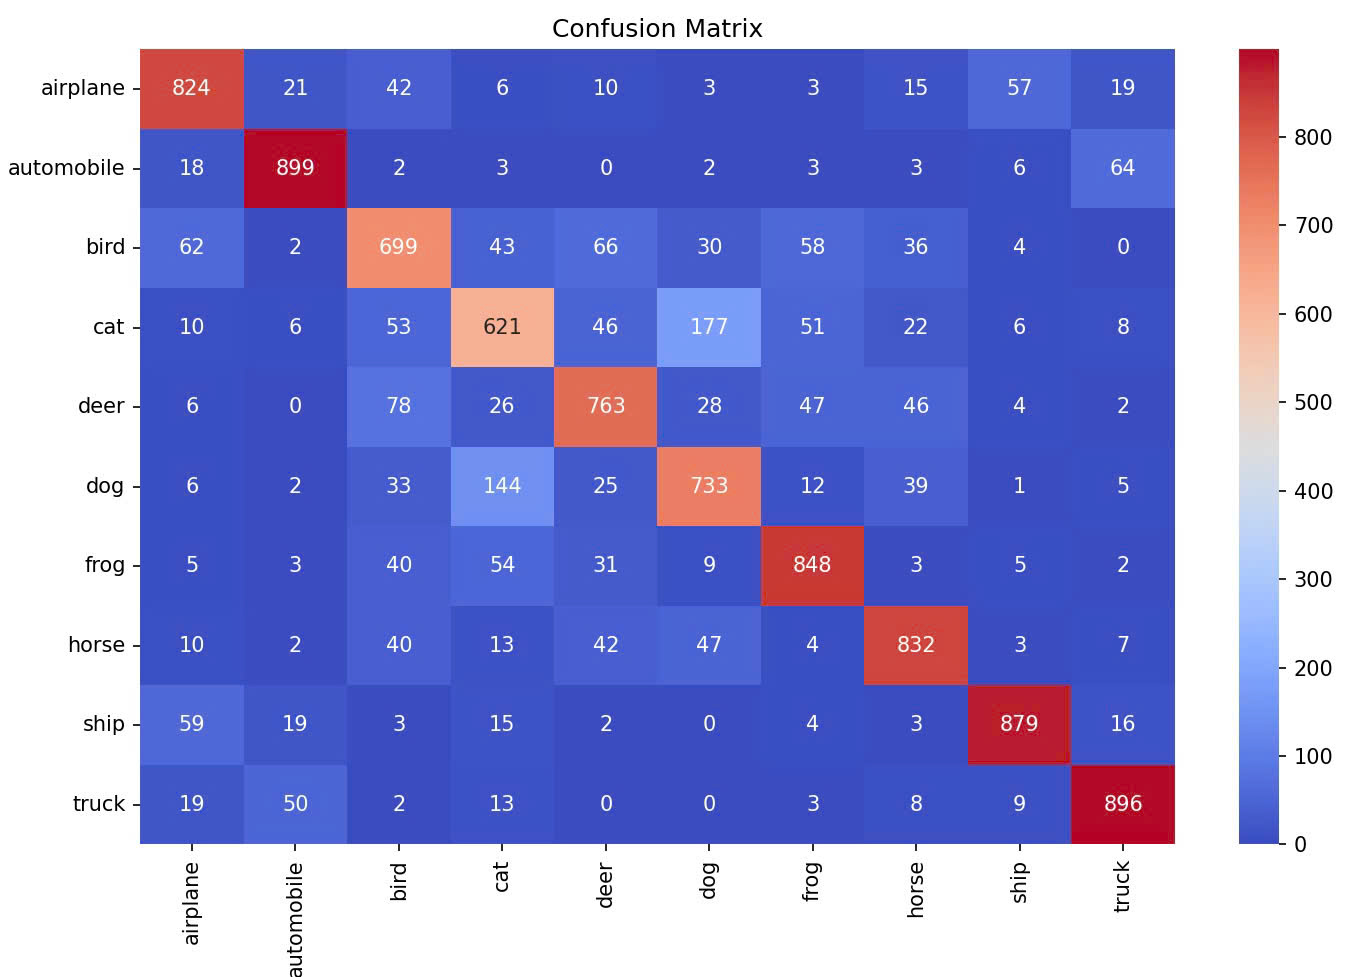 Confusion Matrix
airplane 824 21 42 6 10 3 3 15 57 19
automobile 18 899 2 3 0 2 3 3 6 64
bird 62 2 699 43 66 30 58 36 4 0
cat 10 6 53 621 46 177 51 22 6 8
deer 6 0 78 26 763 28 47 46 4 2
dog 6 2 33 144 25 733 12 39 1 5
frog 5 3 40 54 31 9 848 3 5 2
horse 10 2 40 13 42 47 4 832 3 7
ship 59 19 3 15 2 0 4 3 879 16
truck 19 50 2 13 0 0 3 8 9 896
airplane automobile bird cat deer dog frog horse ship truck
800
700
600
500
400
300
200
100
0